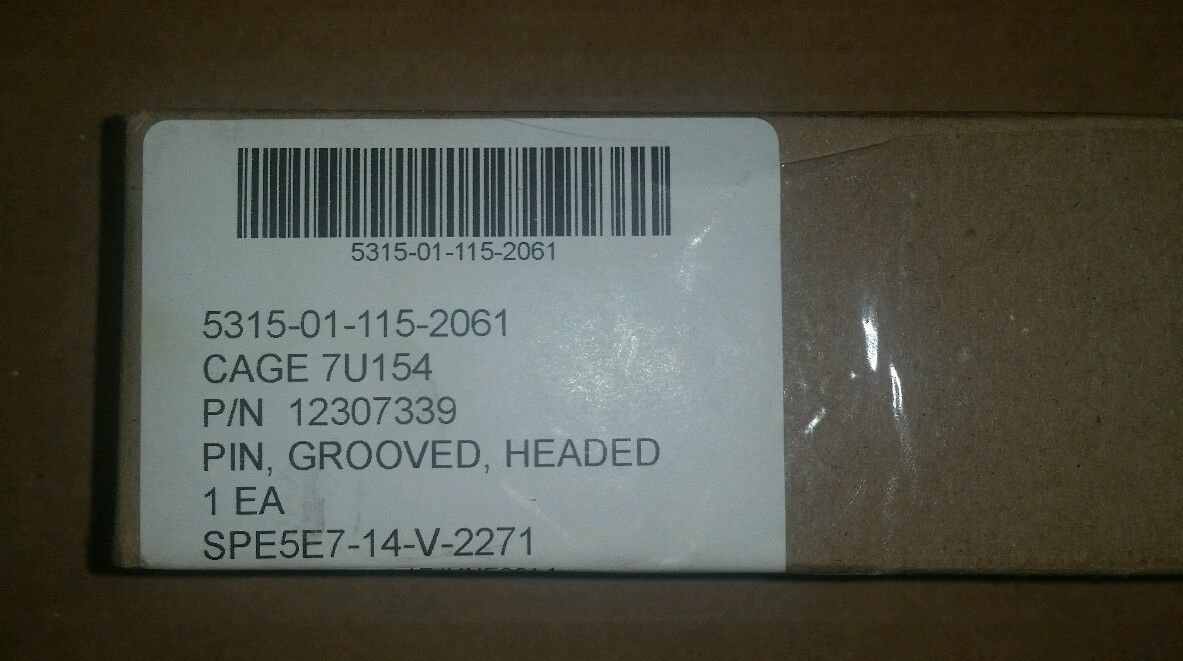 5315-01-115-2061
5315-01-115-2061
CAGE 7U154
P/N 12307339
PIN, GROOVED, HEADED
1 EA
SPE5E7-14-V-2271